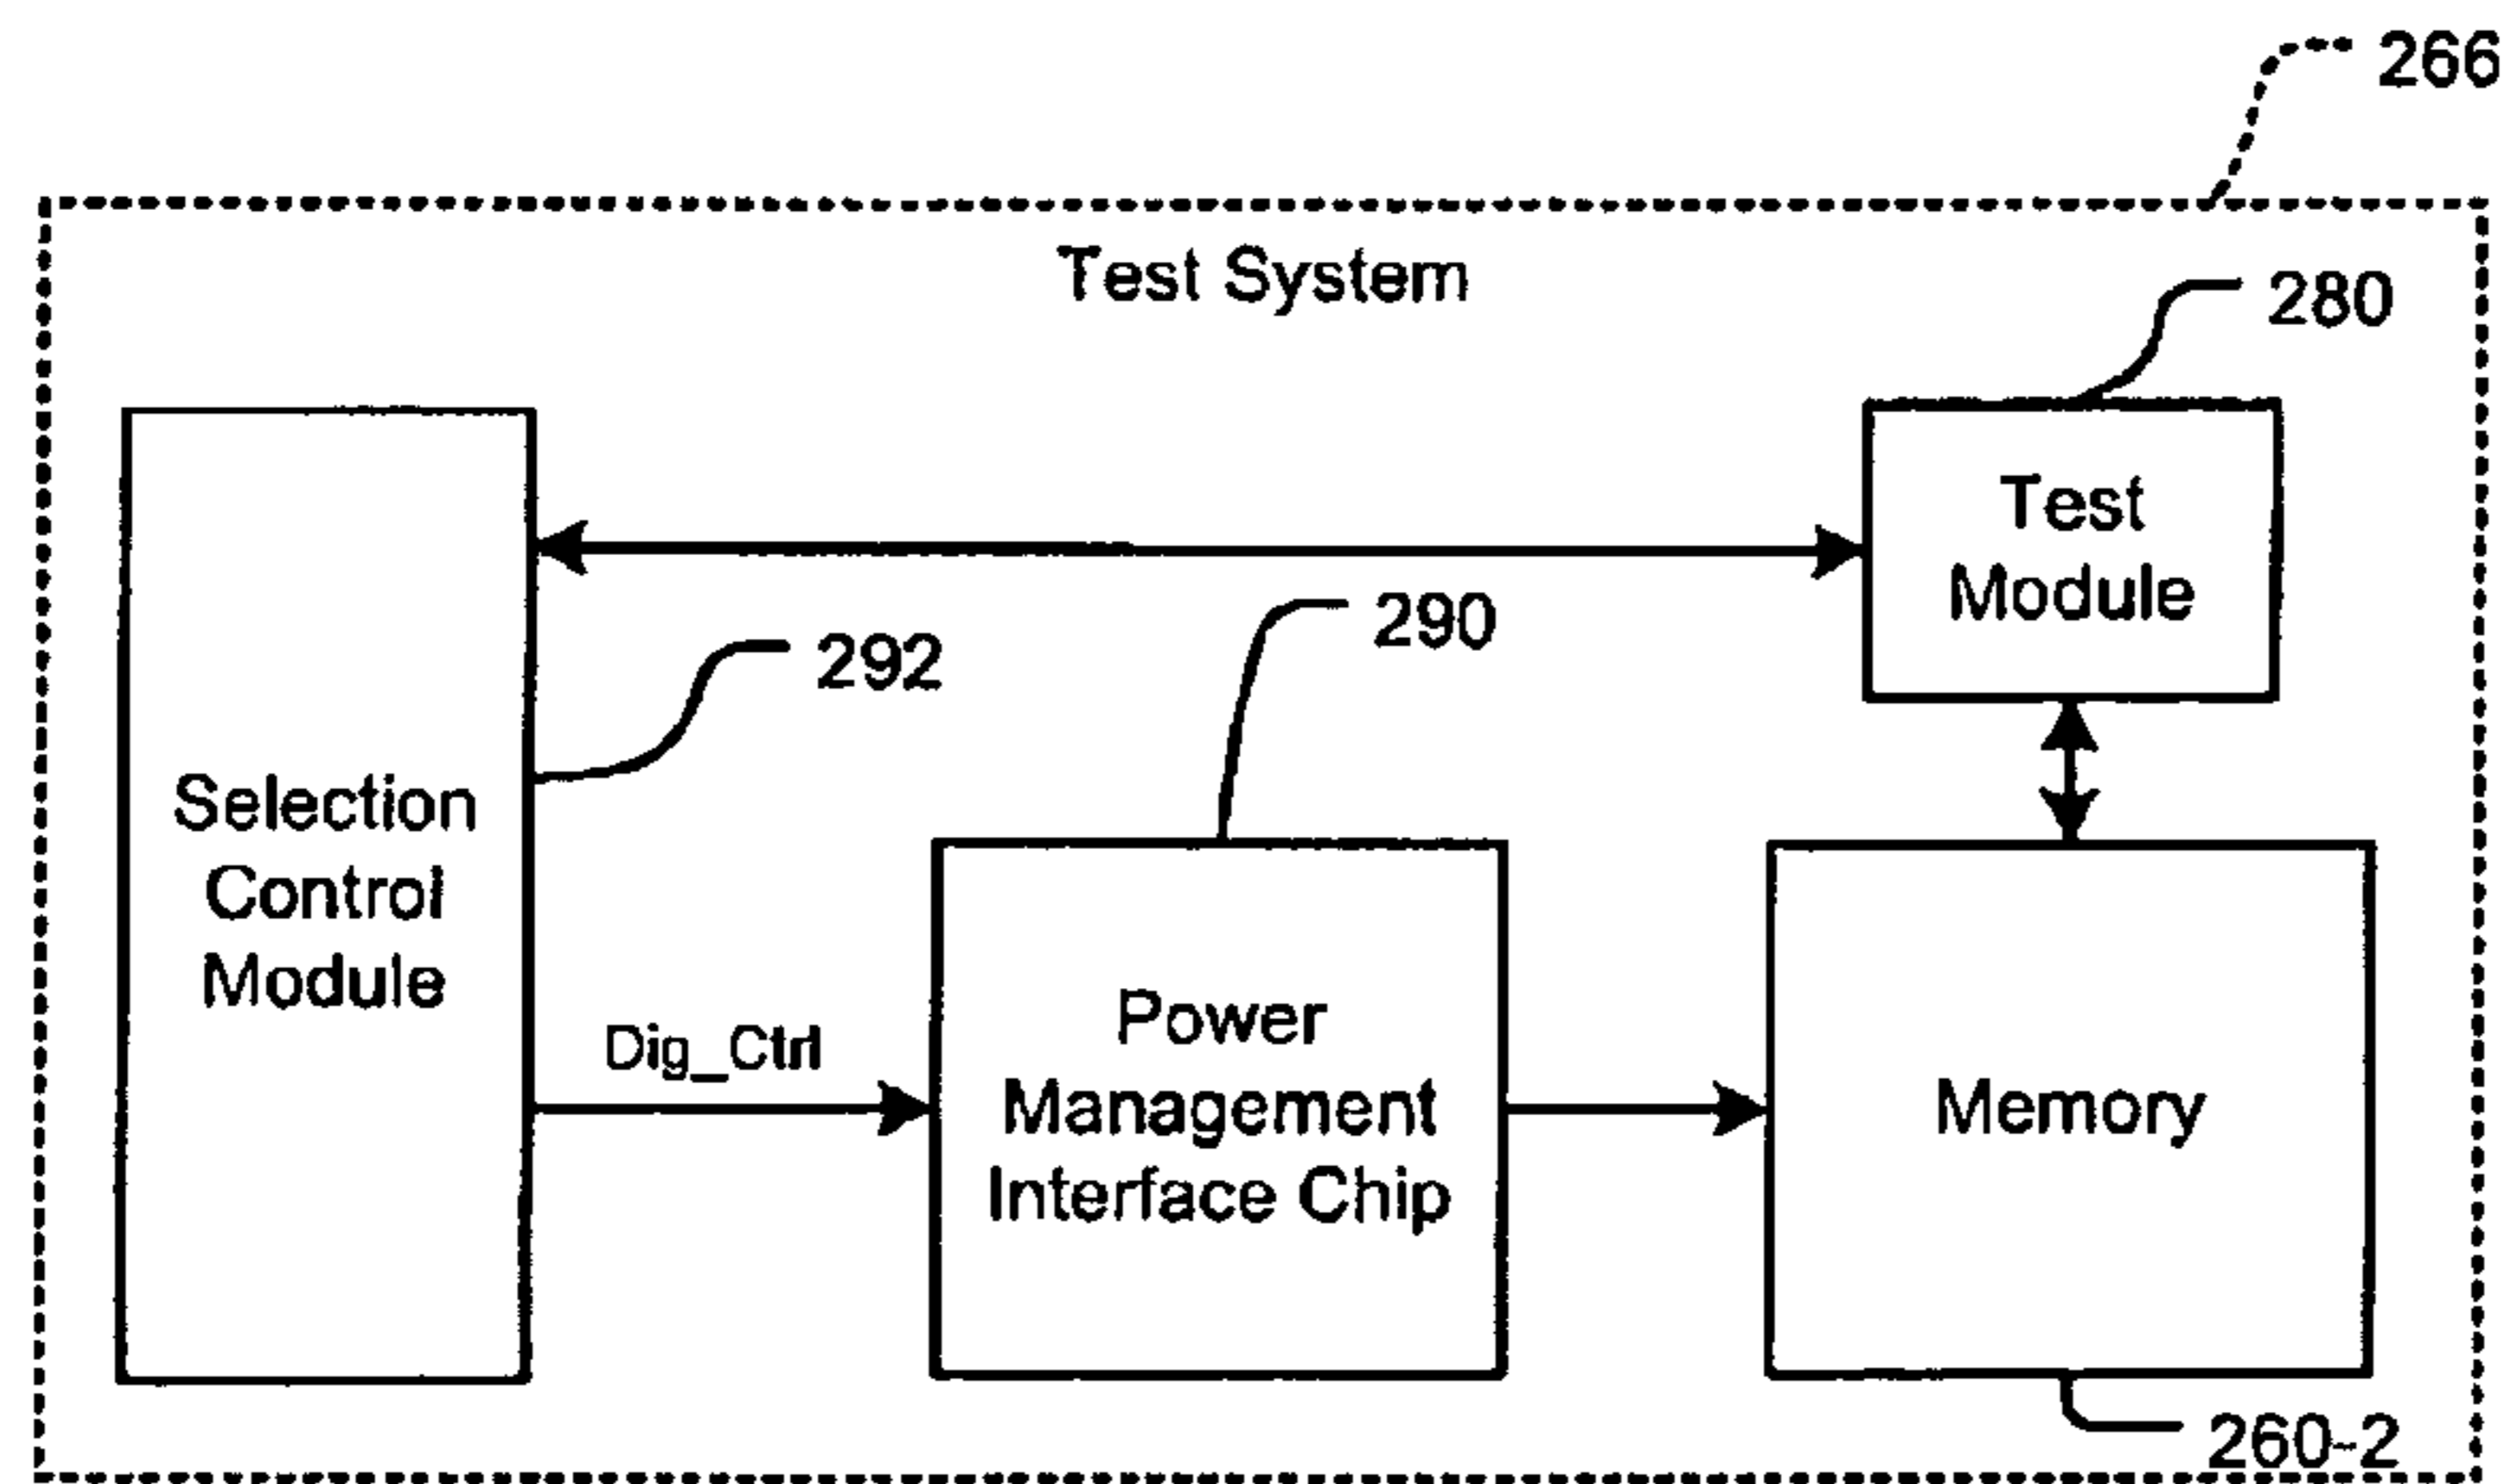 266
Test System
280
Test
Module
290
292
Selection
Control
Module
Dig_Ctrl
Power
Management
Interface Chip
Memory
260-2